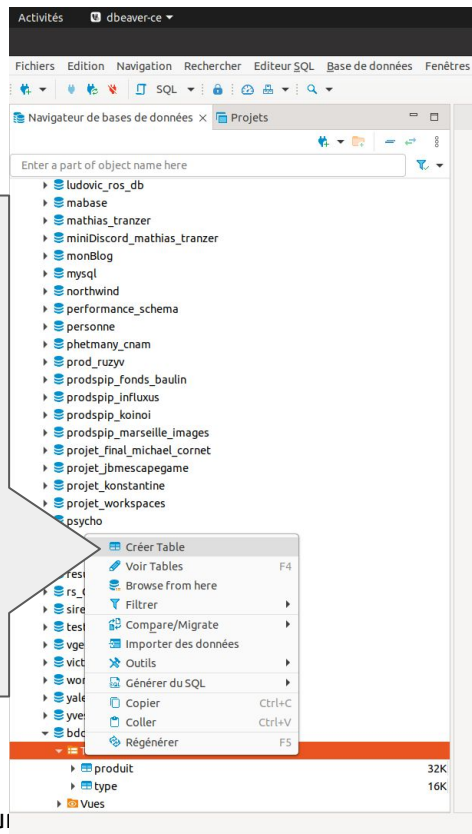 Activités dbeaver-ce
Fichiers Edition Navigation Rechercher Editeur SQL Base de données Fenêtres
SQL
Navigateur de bases de données Projets
Enter a part of object name here
ludovic_ros_db
mabase
mathias_tranzer
miniDiscord_mathias_tranzer
monBlog
mysql
northwind
performance_schema
personne
phetmany_cnam
prod_ruzyv
prodspip_fonds_baulin
prodspip_influxus
prodspip_koinoi
prodspip_marseille_images
projet_final_michael_cornet
projet_jbmescapegame
projet_konstantine
projet_workspaces
psycho
Créer Table
Voir Tables F4
Browse from here
Filtrer
Compare/Migrate
Importer des données
Outils
Générer du SQL
Copier Ctrl+C
Coller Ctrl+V
Régénérer F5
produit 32K
type 16K
Vues